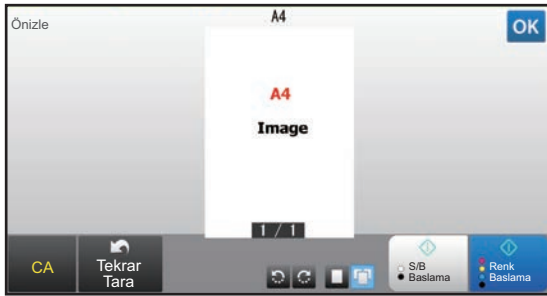 A4
Önizle
OK
A4
Image
1 / 1
CA
Tekrar
Tara
S/B
Baslama
Renk
Baslama